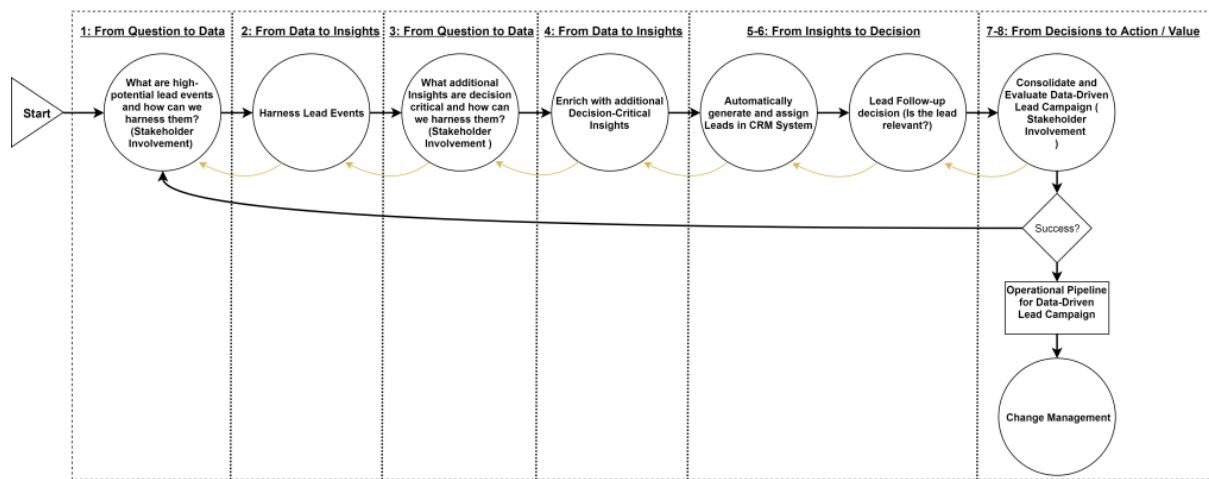 1: From Question to Data
2: From Data to Insights
3: From Question to Data
4: From Data to Insights
5-6: From Insights to Decision
7-8: From Decisions to Action / Value
Start
What are high-
potential lead events
and how can we
harness them?
(Stakeholder
Involvement)
Harness Lead Events
What additional
Insights are decision
critical and how can
we harness them?
(Stakeholder
Involvement )
Enrich with additional
Decision-Critical
Insights
Automatically
generate and assign
Leads in CRM System
Lead Follow-up
decision (Is the lead
relevant?)
Consolidate and
Evaluate Data-Driven
Lead Campaign (
Stakeholder
Involvement
)
Success?
Operational Pipeline
for Data-Driven
Lead Campaign
Change Management